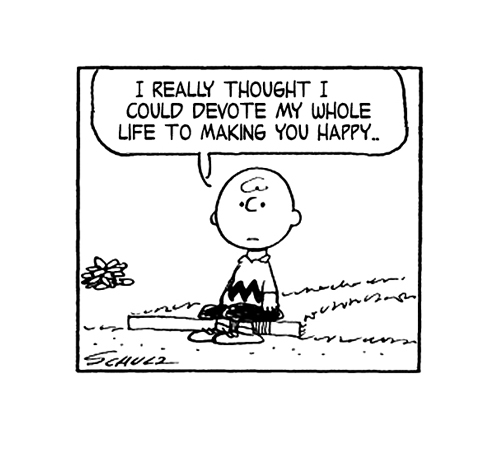 I REALLY THOUGHT I
COULD DEVOTE MY WHOLE
LIFE TO MAKING YOU HAPPY..
SCHULZ